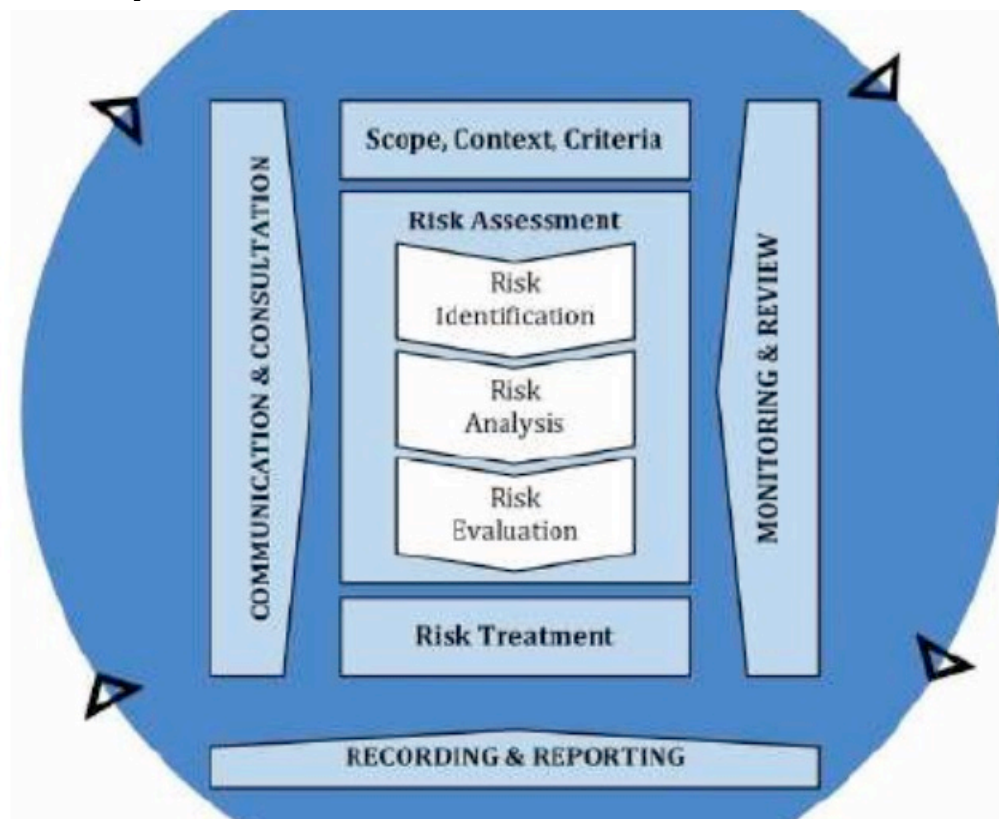 Scope, Context, Criteria
Risk Assessment
Risk
Identification
Risk
Analysis
Risk
Evaluation
Risk Treatment
COMMUNICATION & CONSULTATION
MONITORING & REVIEW
RECORDING & REPORTING